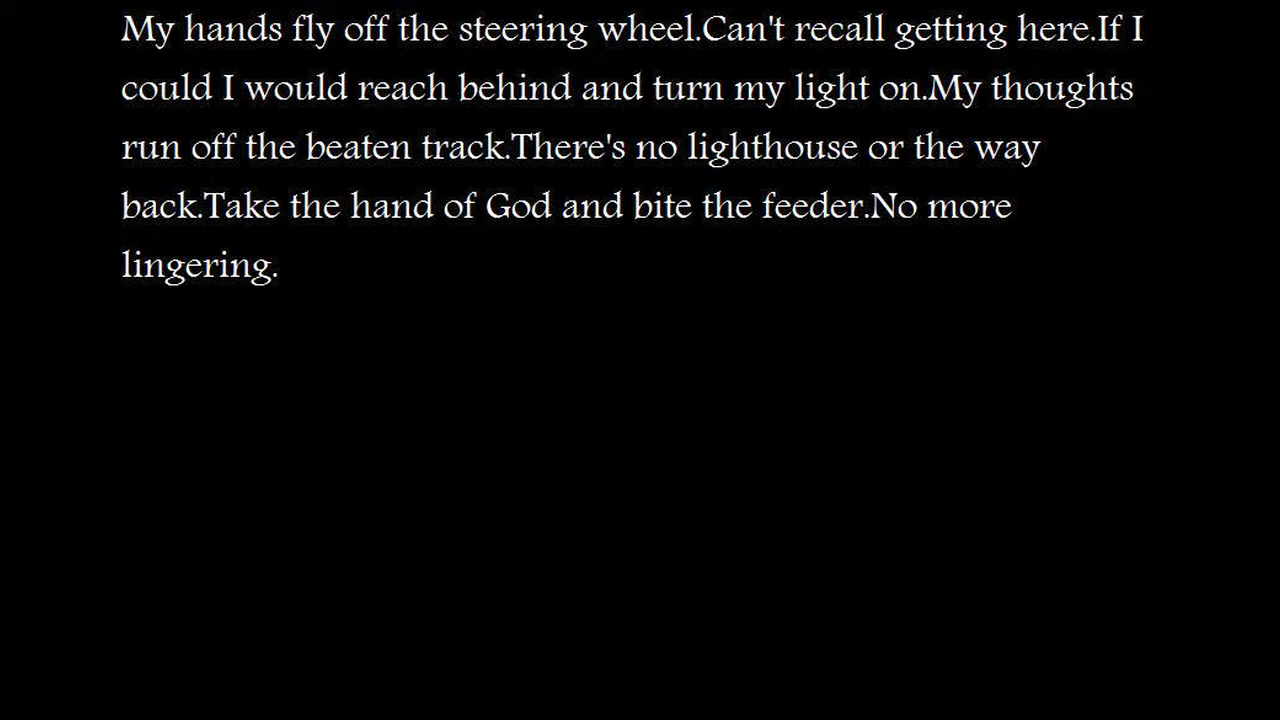 My hands fly off the steering wheel.Can't recall getting here.If I
could I would reach behind and turn my light on.My thoughts
run off the beaten track.There's no lighthouse or the way
back.Take the hand of God and bite the feeder.No more
lingering.